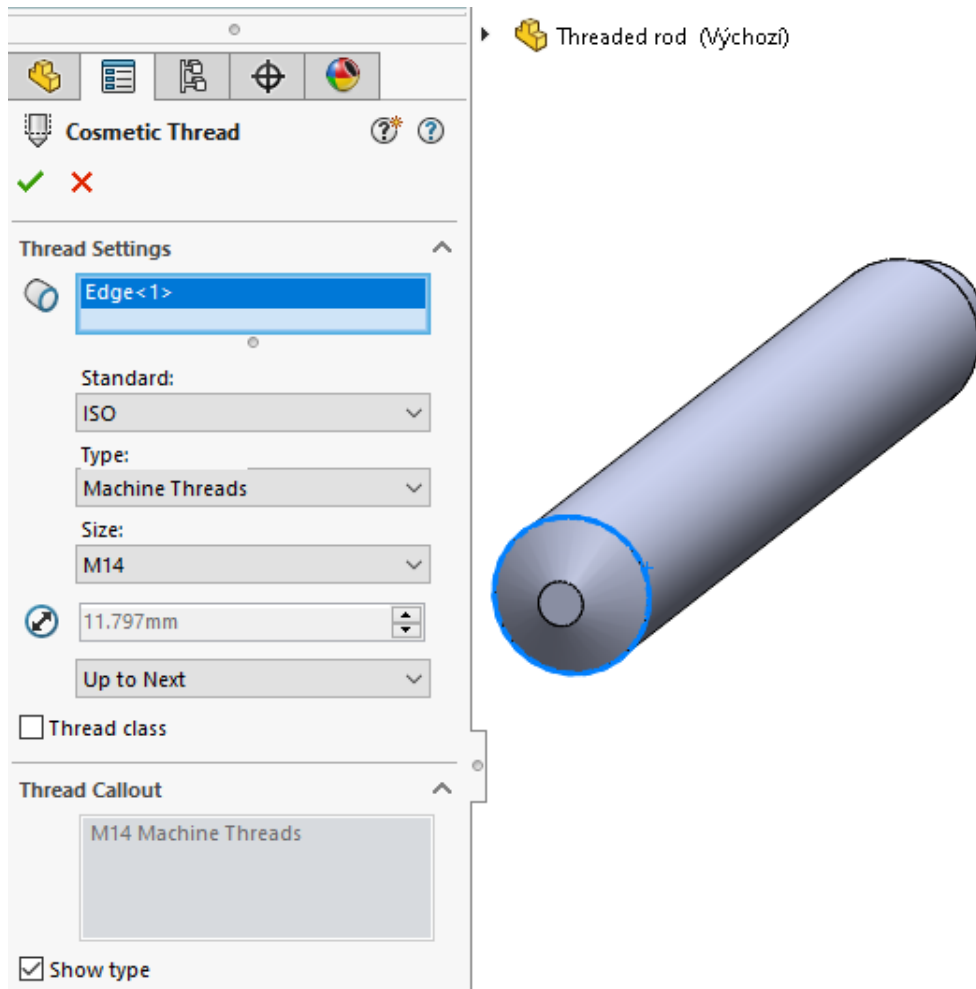 Threaded rod (Výchozí)
Cosmetic Thread
Thread Settings
Edge<1>
Standard:
ISO
Type:
Machine Threads
Size:
M14
11.797mm
Up to Next
Thread class
Thread Callout
M14 Machine Threads
Show type